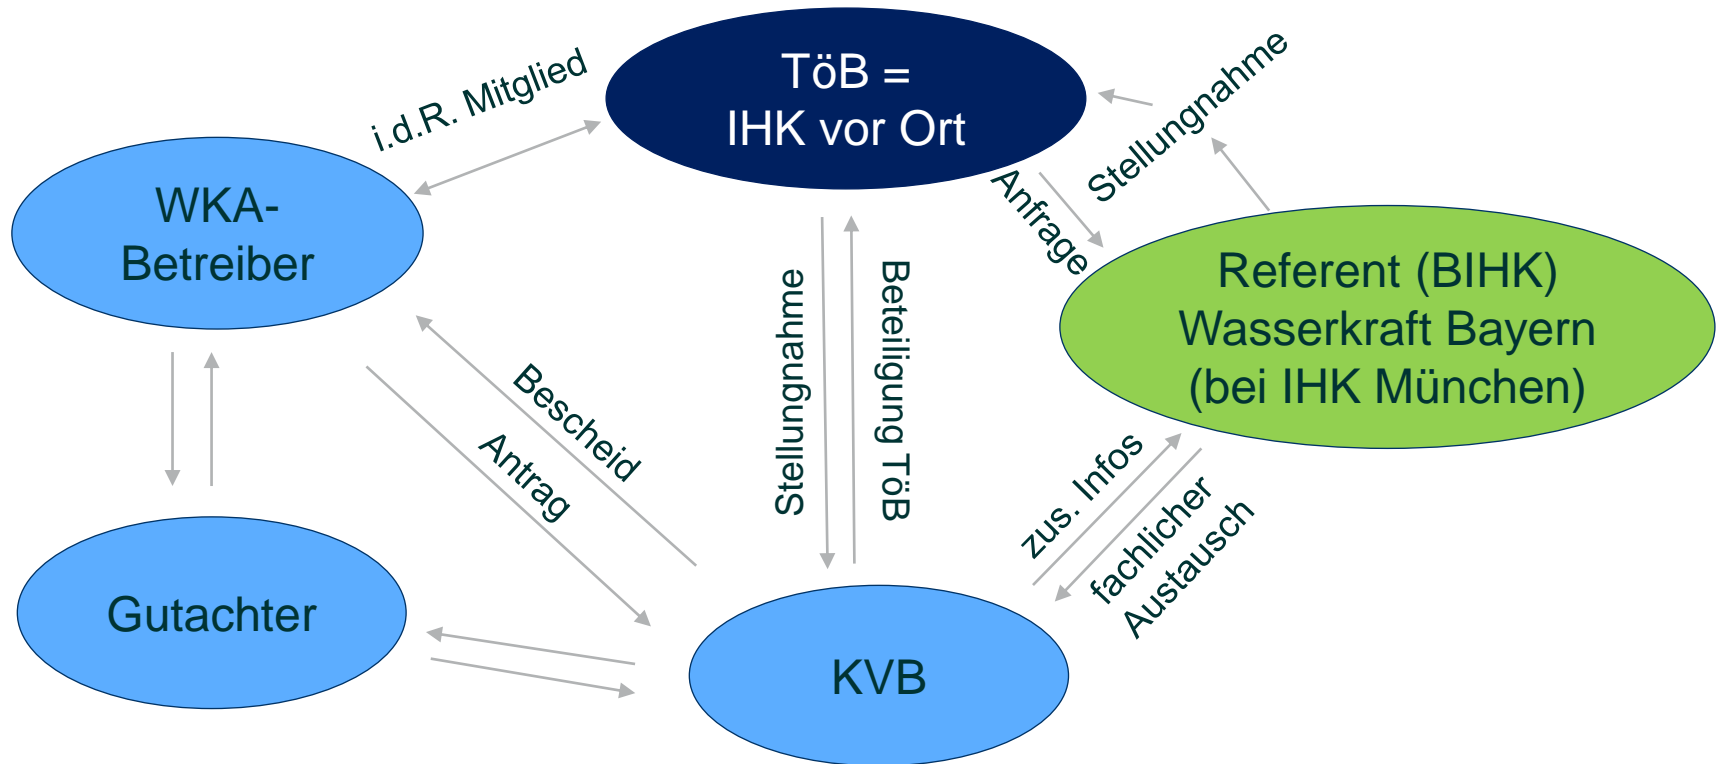 TöB =
IHK vor Ort
i.d.R. Mitglied
Stellungnahme
Anfrage
WKA-
Betreiber
Referent (BIHK)
Wasserkraft Bayern
(bei IHK München)
Stellungnahme
Beteiligung TöB
Bescheid
Antrag
zus. Infos
fachlicher
Austausch
Gutachter
KVB